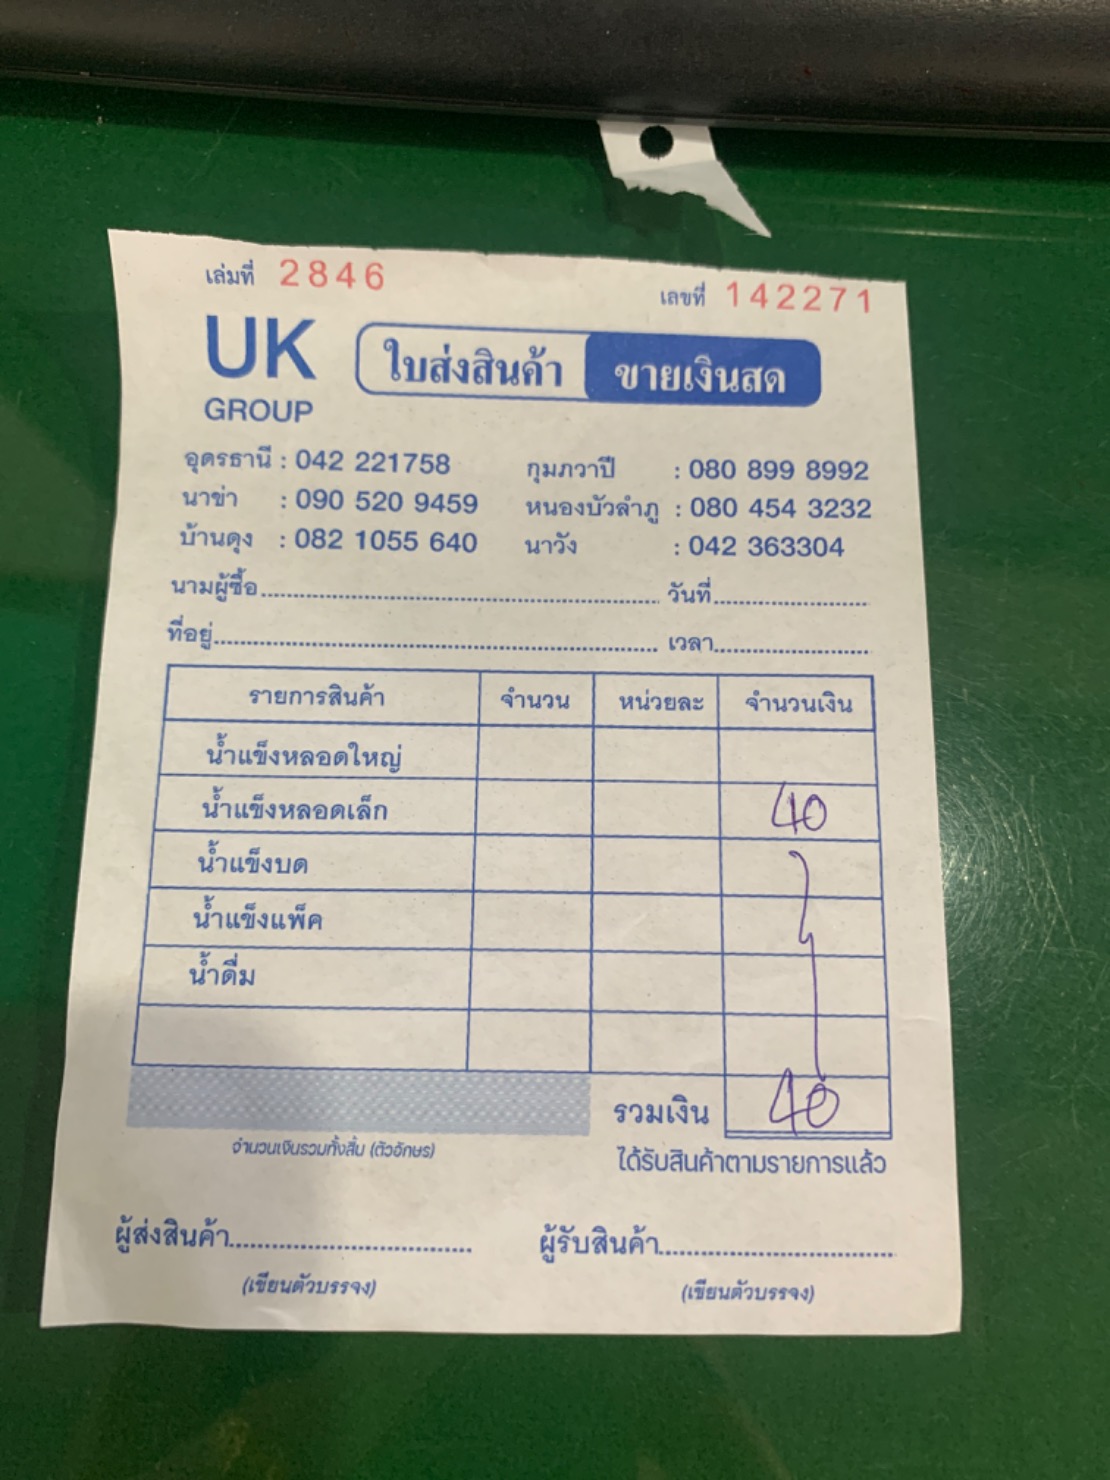 เล่มที่ 2846 เลขที่ 142271
UK GROUP ใบส่งสินค้า ขายเงินสด
อุดรธานี : 042 221758 กุมภวาปี : 080 899 8992
นาข่า : 090 520 9459 หนองบัวลำภู : 080 454 3232
บ้านดุง : 082 1055 640 นาวัง : 042 363304
นามผู้ซื้อ วันที่
ที่อยู่ เวลา
รายการสินค้า จำนวน หน่วยละ จำนวนเงิน
น้ำแข็งหลอดใหญ่
น้ำแข็งหลอดเล็ก 40
น้ำแข็งบด
น้ำแข็งแพ็ค
น้ำดื่ม
รวมเงิน 40
จำนวนเงินรวมทั้งสิ้น (ตัวอักษร) ได้รับสินค้าตามรายการแล้ว
ผู้ส่งสินค้า ผู้รับสินค้า
(เขียนตัวบรรจง) (เขียนตัวบรรจง)